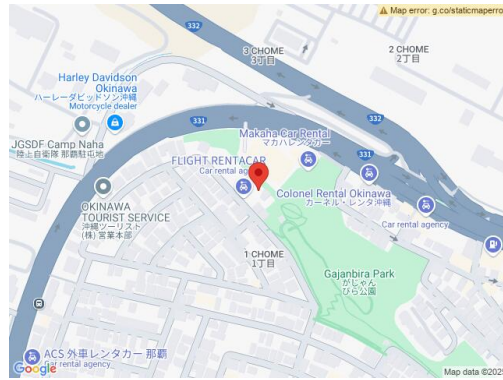 Map error: g.co/staticmaperro
332
3 CHOME
3丁目
2 CHOME
2丁目
Harley Davidson
Okinawa
ハーレーダビッドソン沖縄
Motorcycle dealer
332
331
Makaha Car Rental
マカハレンタカー
JGSDF Camp Naha
陸上自衛隊 那覇駐屯地
FLIGHT RENTACAR
Car rental age
331
Colonel Rental Okinawa
カーネル・レンタ沖縄
OKINAWA
TOURIST SERVICE
沖縄ツーリスト
(株) 営業本部
Car rental agency
1 CHOME
1丁目
Gajanbira Park
がじゃん
びら公園
ACS 外車レンタカー 那覇
Car rental agency
Google
Map data ©2025